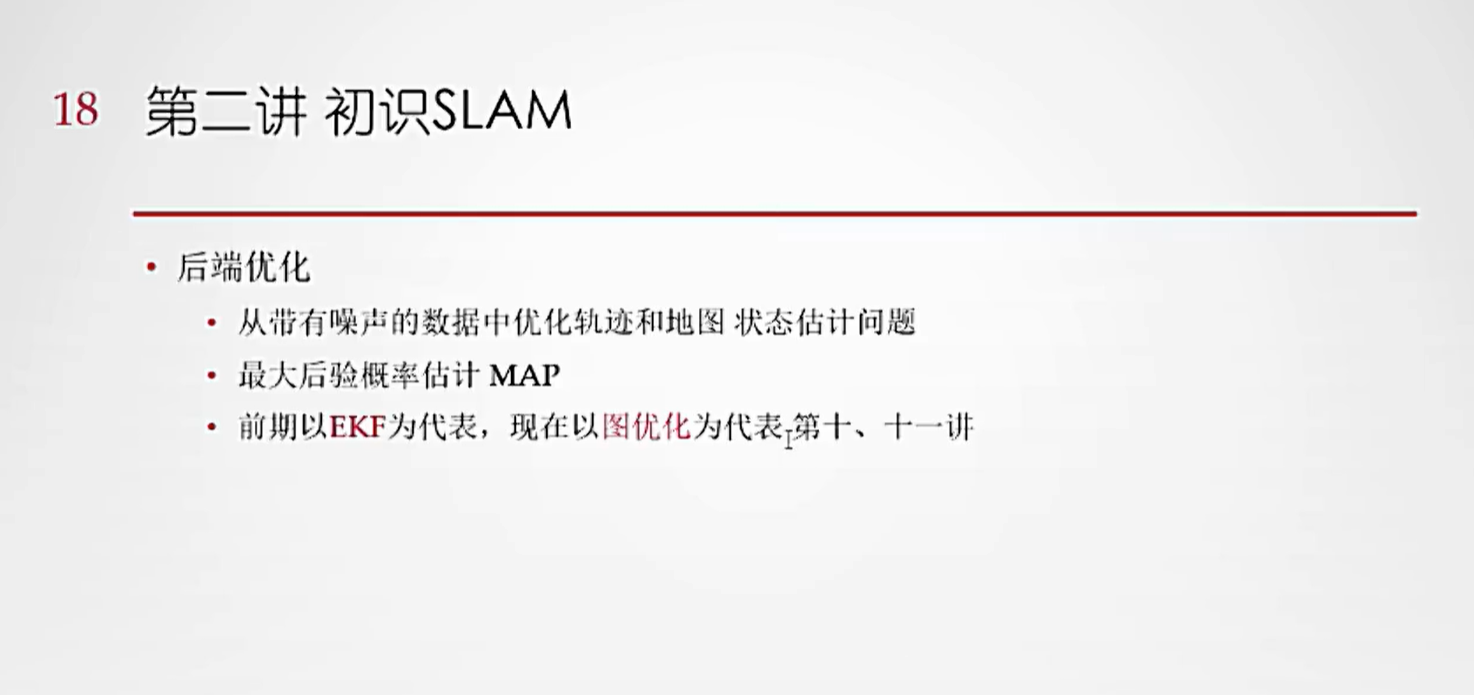 18
第二讲 初识SLAM
后端优化
从带有噪声的数据中优化轨迹和地图 状态估计问题
最大后验概率估计 MAP
前期以EKF为代表，现在以图优化为代表 第十、十一讲